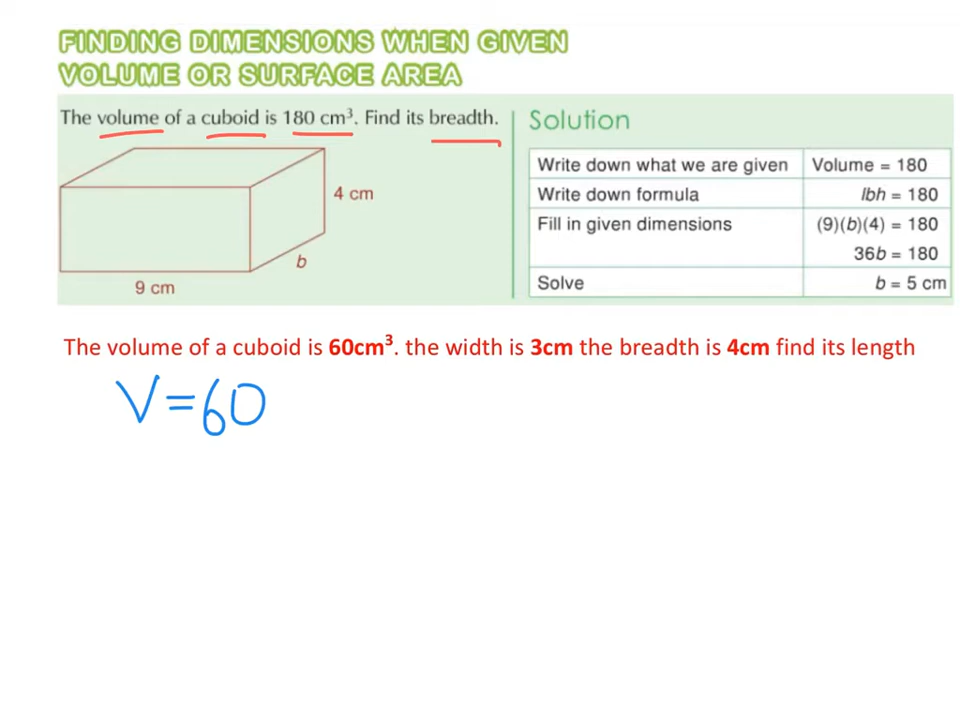 FINDING DIMENSIONS WHEN GIVEN
VOLUME OR SURFACE AREA
The volume of a cuboid is 180 cm³. Find its breadth.
4 cm
b
9 cm
Solution
Write down what we are given Volume = 180
Write down formula lbh = 180
Fill in given dimensions (9)(b)(4) = 180
36b = 180
Solve b = 5 cm
The volume of a cuboid is 60cm³. the width is 3cm the breadth is 4cm find its length
V=60